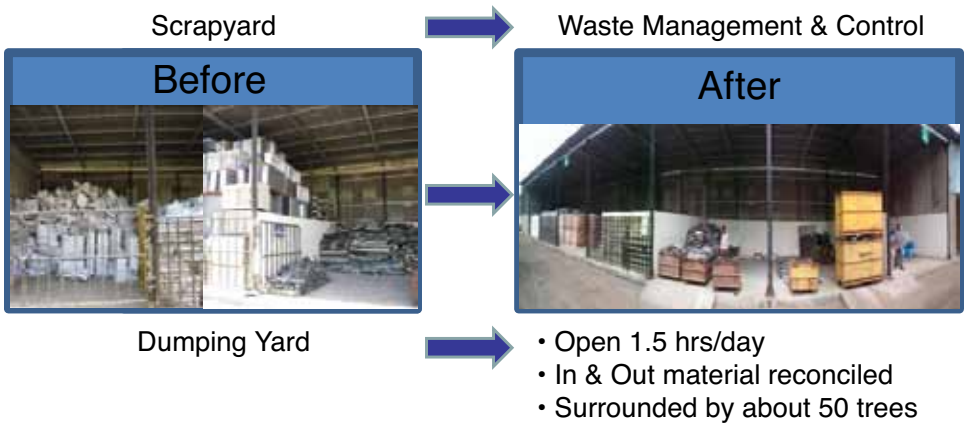 Scrapyard
Waste Management & Control
Before
After
Dumping Yard
• Open 1.5 hrs/day
• In & Out material reconciled
• Surrounded by about 50 trees